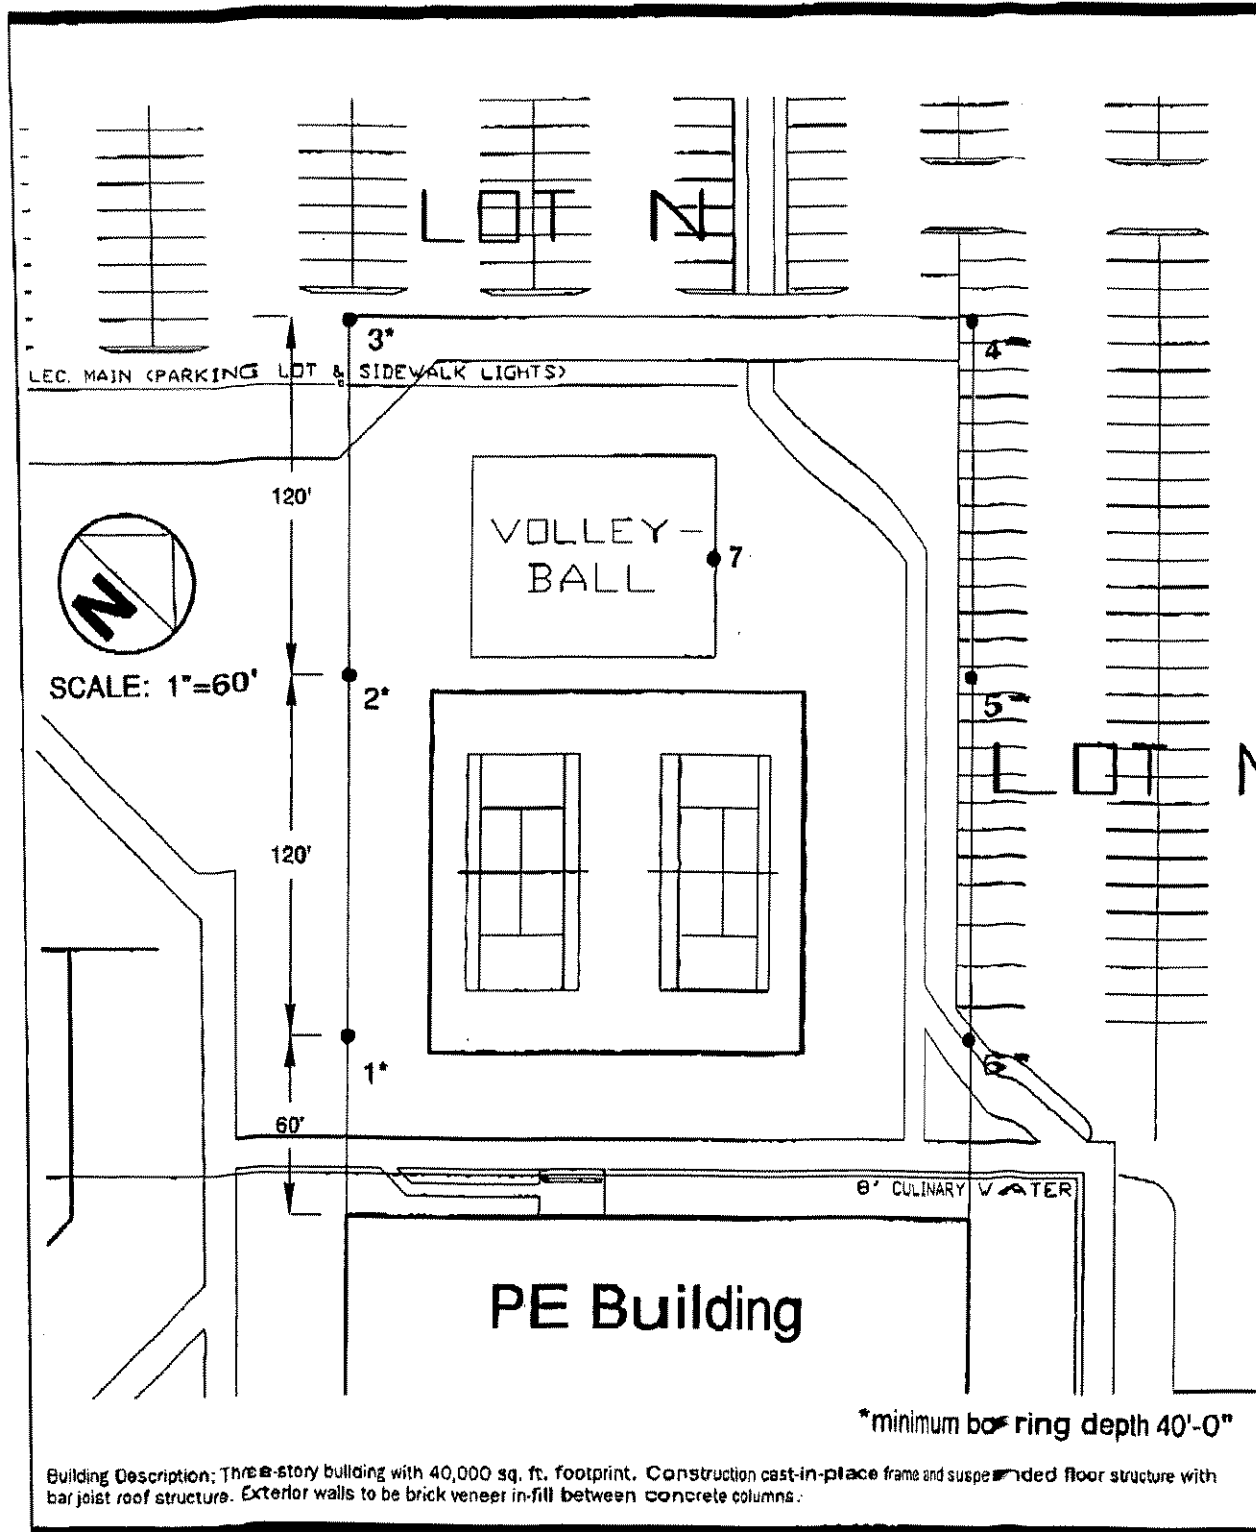 LOT N
3*
4
LEC. MAIN (PARKING LOT & SIDEWALK LIGHTS)
120'
VOLLEY-
BALL
7
N
SCALE: 1"=60'
2*
5
LOT
120'
1*
6
60'
8' CULINARY WATER
PE Building
*minimum boring depth 40'-0"
Building Description: Three-story building with 40,000 sq. ft. footprint. Construction cast-in-place frame and suspended floor structure with
bar joist roof structure. Exterior walls to be brick veneer in-fill between concrete columns.